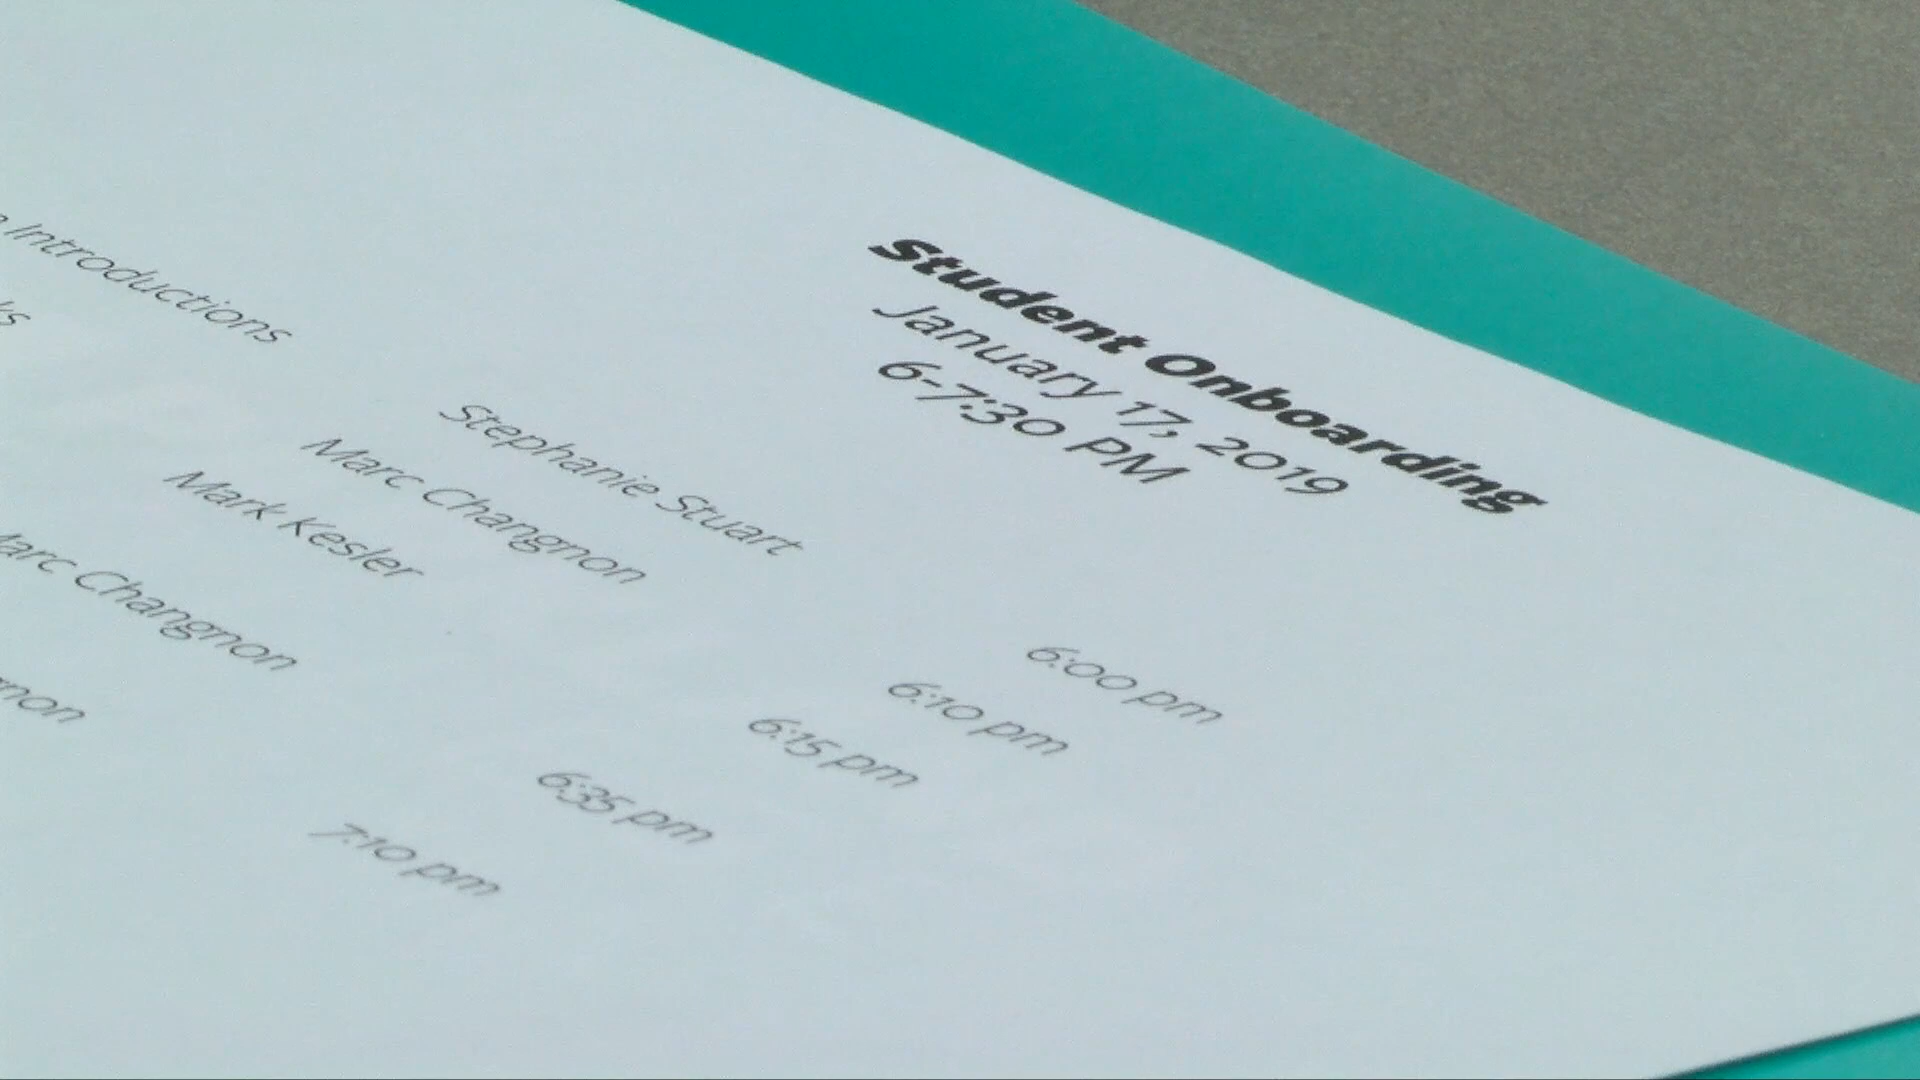 Student Onboarding
January 17, 2019
6-7:30 PM
Introductions
Stephanie Stuart 6:00 pm
Marc Changnon 6:10 pm
Mark Kesler 6:15 pm
Marc Changnon 6:35 pm
7:10 pm